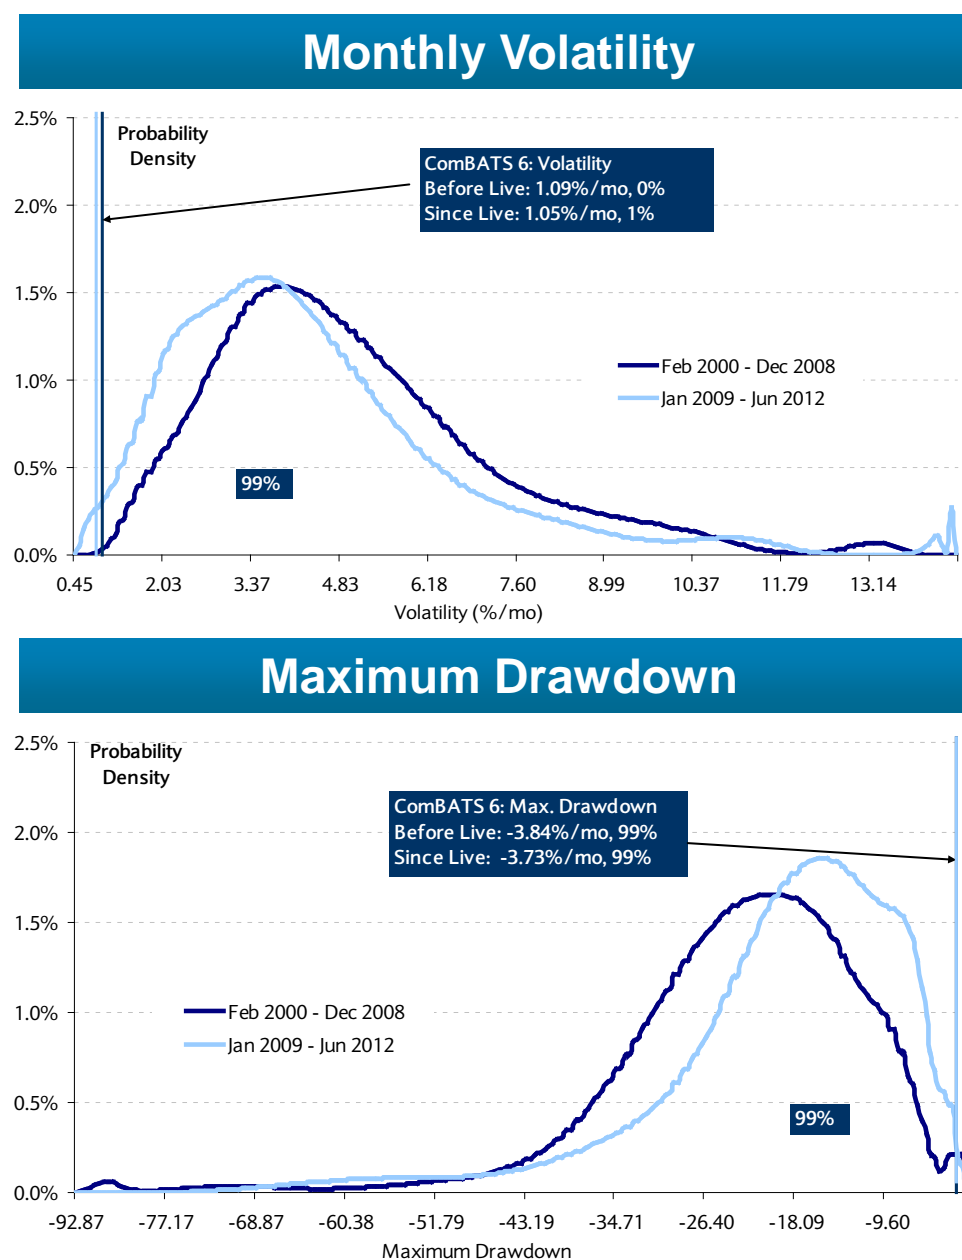 Monthly Volatility
2.5%
Probability
Density
ComBATS 6: Volatility
Before Live: 1.09%/mo, 0%
Since Live: 1.05%/mo, 1%
2.0%
1.5%
Feb 2000 - Dec 2008
1.0%
Jan 2009 - Jun 2012
0.5%
99%
0.0%
0.45 2.03 3.37 4.83 6.18 7.60 8.99 10.37 11.79 13.14
Volatility (%/mo)
Maximum Drawdown
2.5%
Probability
Density
ComBATS 6: Max. Drawdown
Before Live: -3.84%/mo, 99%
Since Live:  -3.73%/mo, 99%
2.0%
1.5%
1.0%
Feb 2000 - Dec 2008
Jan 2009 - Jun 2012
0.5%
99%
0.0%
-92.87 -77.17 -68.87 -60.38 -51.79 -43.19 -34.71 -26.40 -18.09 -9.60
Maximum Drawdown